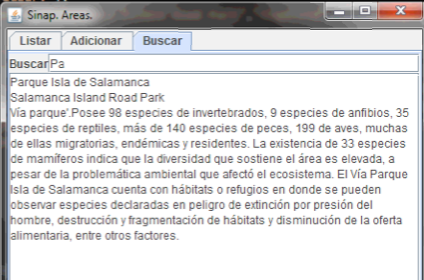 Sinap. Areas.
Listar Adicionar Buscar
Buscar Pa
Parque Isla de Salamanca
Salamanca Island Road Park
Vía parque'.Posee 98 especies de invertebrados, 9 especies de anfibios, 35
especies de reptiles, más de 140 especies de peces, 199 de aves, muchas
de ellas migratorias, endémicas y residentes. La existencia de 33 especies
de mamíferos indica que la diversidad que sostiene el área es elevada, a
pesar de la problemática ambiental que afectó el ecosistema. El Vía Parque
Isla de Salamanca cuenta con hábitats o refugios en donde se pueden
observar especies declaradas en peligro de extinción por presión del
hombre, destrucción y fragmentación de hábitats y disminución de la oferta
alimentaria, entre otros factores.